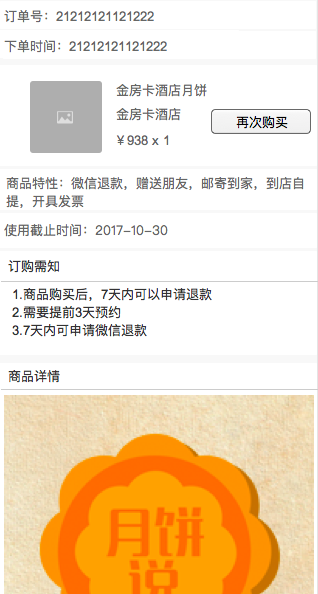 订单号：21212121121222
下单时间：21212121121222
金房卡酒店月饼
金房卡酒店
￥938 x 1
再次购买
商品特性：微信退款，赠送朋友，邮寄到家，到店自
提，开具发票
使用截止时间：2017-10-30
订购需知
1.商品购买后，7天内可以申请退款
2.需要提前3天预约
3.7天内可申请微信退款
商品详情
月饼
说